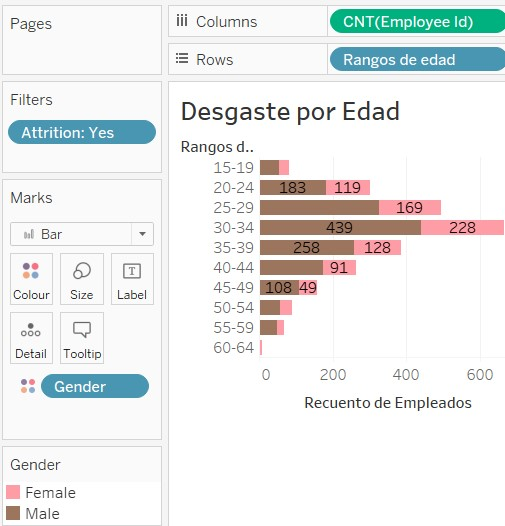 Pages
Columns CNT(Employee Id)
Rows Rangos de edad
Filters
Attrition: Yes
Marks
Bar
Colour Size Label
Detail Tooltip
Gender
Gender
Female
Male
Desgaste por Edad
Rangos d..
15-19
20-24 183 119
25-29 169
30-34 439 228
35-39 258 128
40-44 91
45-49 108 49
50-54
55-59
60-64
0 200 400 600
Recuento de Empleados